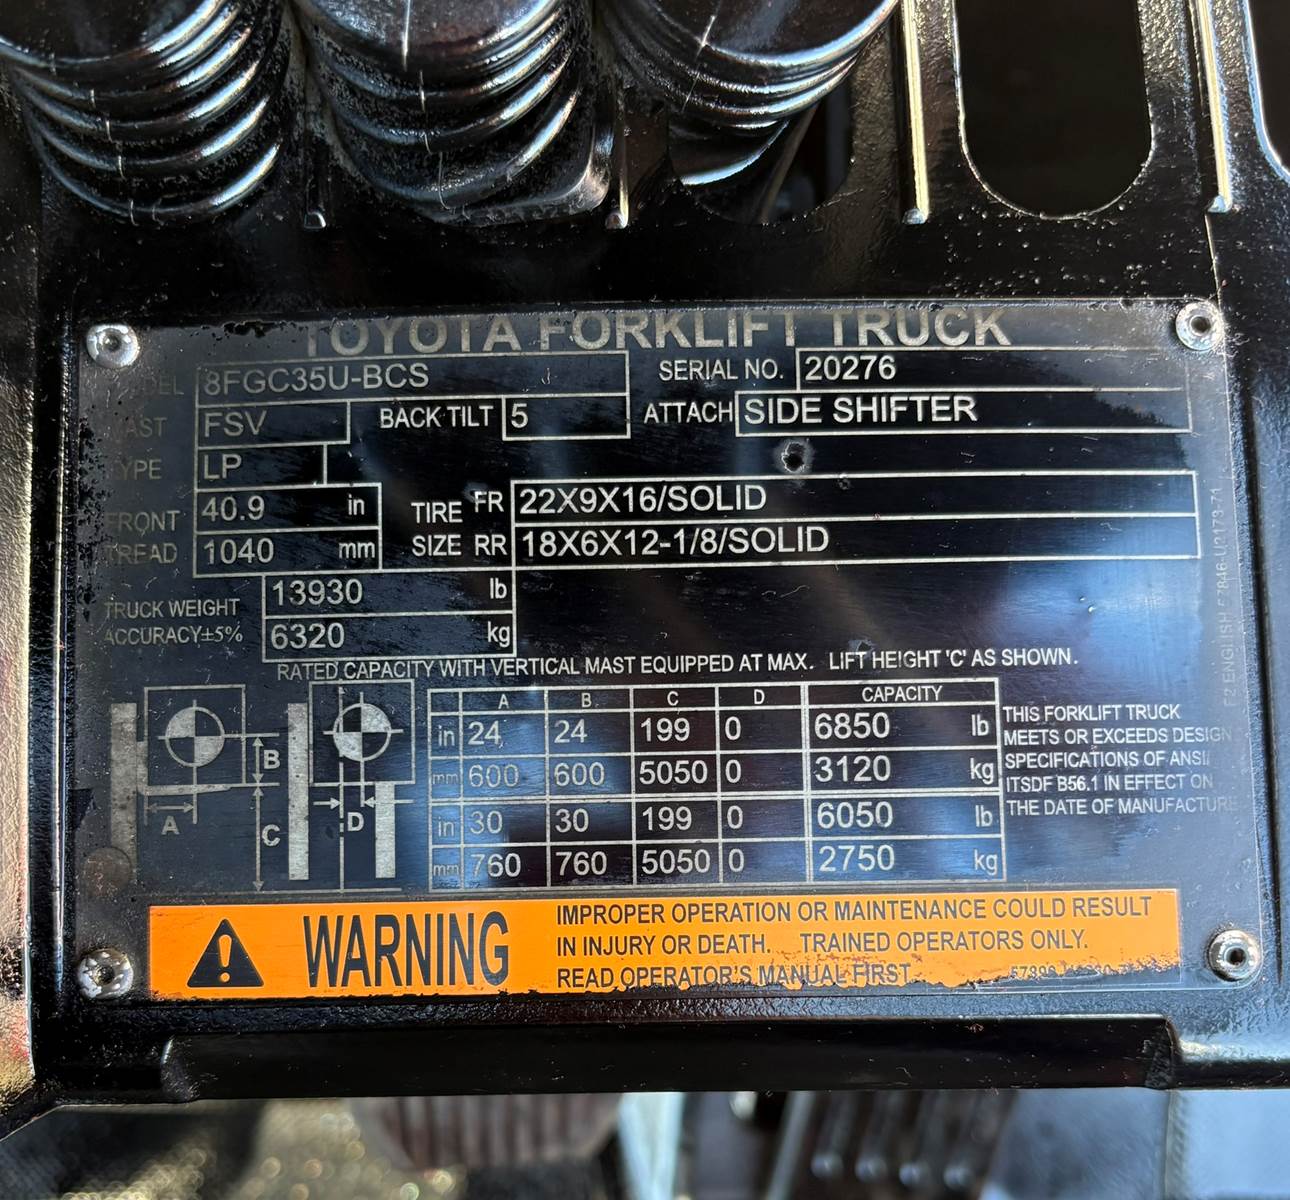 TOYOTA FORKLIFT TRUCK
8FGC35U-BCS SERIAL NO. 20276
FSV BACK TILT 5 ATTACH SIDE SHIFTER
TYPE LP
FRONT TREAD 40.9 in TIRE SIZE FR 22X9X16/SOLID
1040 mm RR 18X6X12-1/8/SOLID
TRUCK WEIGHT 13930 lb
ACCURACY±5% 6320 kg
RATED CAPACITY WITH VERTICAL MAST EQUIPPED AT MAX. LIFT HEIGHT 'C' AS SHOWN.
A B C D CAPACITY
in 24 24 199 0 6850 lb
mm 600 600 5050 0 3120 kg
in 30 30 199 0 6050 lb
mm 760 760 5050 0 2750 kg
A B C D
THIS FORKLIFT TRUCK
MEETS OR EXCEEDS DESIGN
SPECIFICATIONS OF ANSI/
ITSDF B56.1 IN EFFECT ON
THE DATE OF MANUFACTURE
F2 ENGLISH
WARNING
IMPROPER OPERATION OR MAINTENANCE COULD RESULT
IN INJURY OR DEATH. TRAINED OPERATORS ONLY.
READ OPERATOR'S MANUAL FIRST